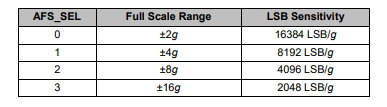 AFS_SEL Full Scale Range LSB Sensitivity
0 ±2g 16384 LSB/g
1 ±4g 8192 LSB/g
2 ±8g 4096 LSB/g
3 ±16g 2048 LSB/g